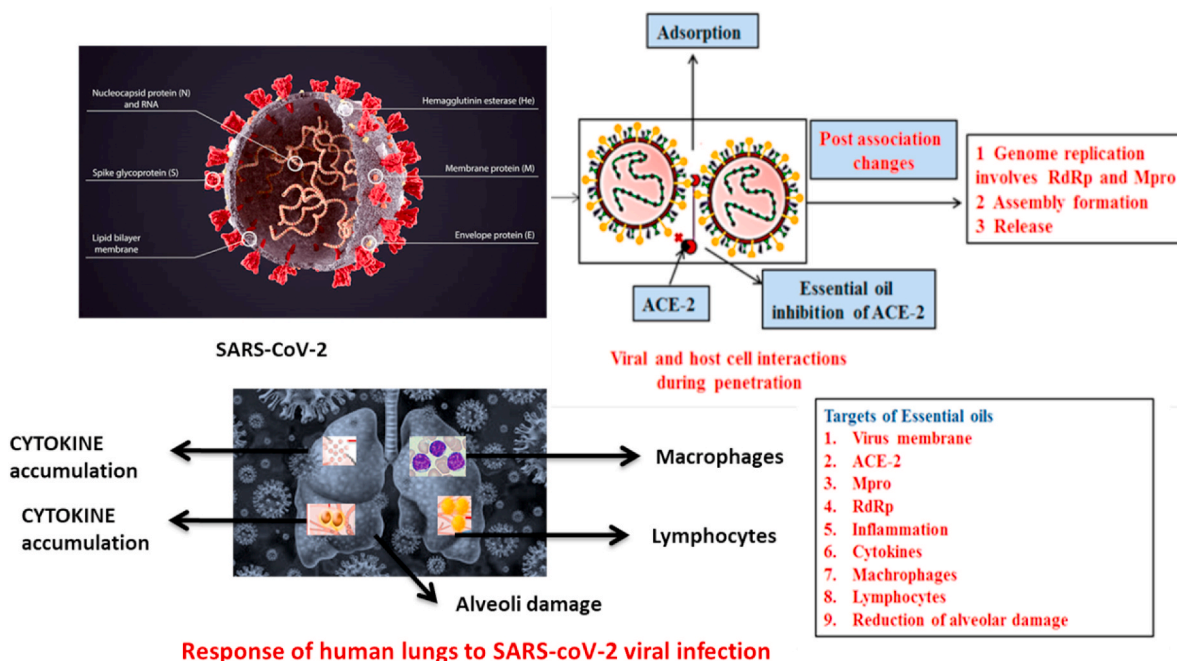 Nucleocapsid protein (N)
and RNA
Spike glycoprotein (S)
Lipid bilayer
membrane
Hemagglutinin esterase (He)
Membrane protein (M)
Envelope protein (E)
SARS-CoV-2
Adsorption
Post association
changes
1 Genome replication
involves RdRp and Mpro
2 Assembly formation
3 Release
ACE-2
Essential oil
inhibition of ACE-2
Viral and host cell interactions
during penetration
CYTOKINE
accumulation
CYTOKINE
accumulation
Macrophages
Lymphocytes
Alveoli damage
Response of human lungs to SARS-coV-2 viral infection
Targets of Essential oils
1. Virus membrane
2. ACE-2
3. Mpro
4. RdRp
5. Inflammation
6. Cytokines
7. Machrophages
8. Lymphocytes
9. Reduction of alveolar damage